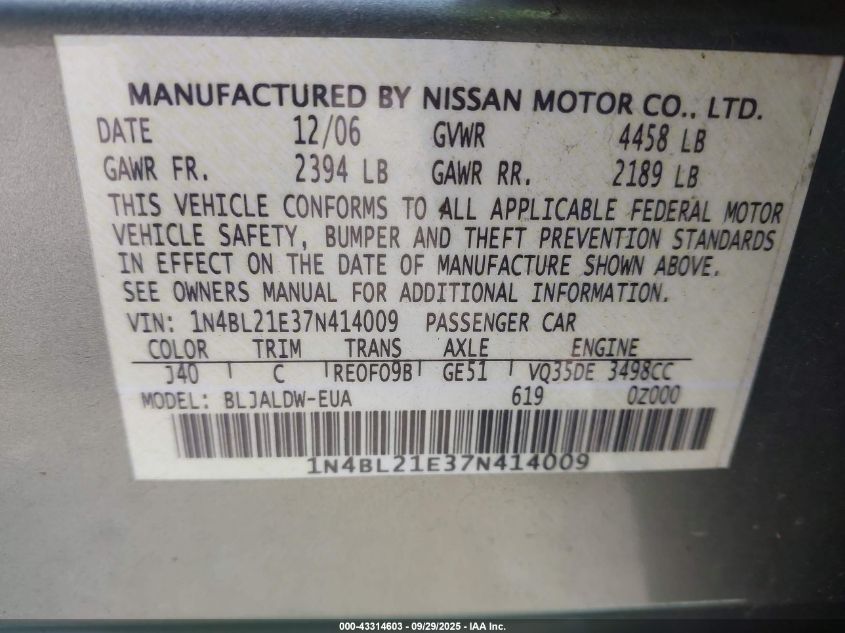 MANUFACTURED BY NISSAN MOTOR CO., LTD.
DATE 12/06 GVWR 4458 LB
GAWR FR. 2394 LB GAWR RR. 2189 LB
THIS VEHICLE CONFORMS TO ALL APPLICABLE FEDERAL MOTOR
VEHICLE SAFETY, BUMPER AND THEFT PREVENTION STANDARDS
IN EFFECT ON THE DATE OF MANUFACTURE SHOWN ABOVE.
SEE OWNERS MANUAL FOR ADDITIONAL INFORMATION.
VIN: 1N4BL21E37N414009 PASSENGER CAR
COLOR TRIM TRANS AXLE ENGINE
J40 C RE0F09B GE51 VQ35DE 3498CC
MODEL: BLJALDW-EUA 619 0Z000
1N4BL21E37N414009
000-43314603 - 09/29/2025 - IAA Inc.